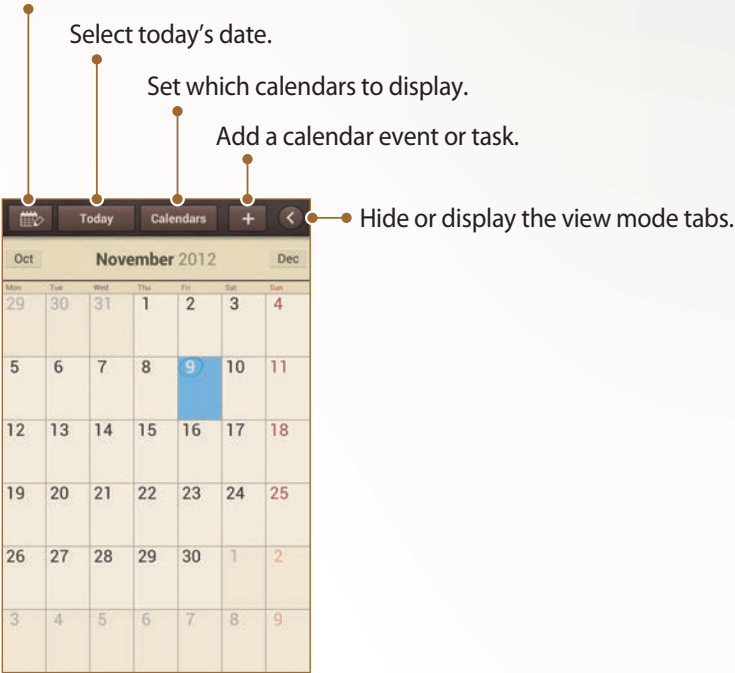 Select today's date.
Set which calendars to display.
Add a calendar event or task.
Today Calendars +
Hide or display the view mode tabs.
Oct November 2012 Dec
Mon Tue Wed Thu Fri Sat Sun
29 30 31 1 2 3 4
5 6 7 8 9 10 11
12 13 14 15 16 17 18
19 20 21 22 23 24 25
26 27 28 29 30 1 2
3 4 5 6 7 8 9